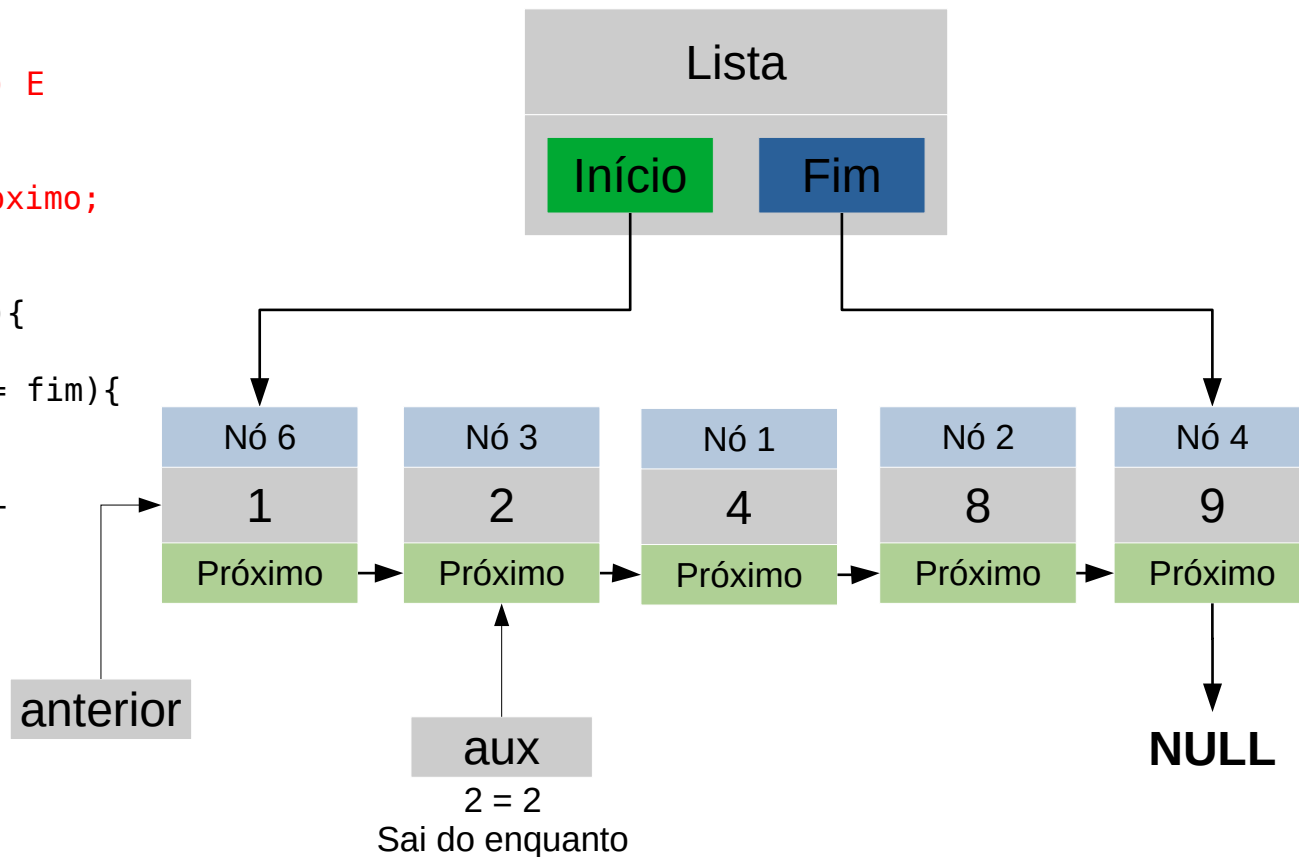 E
oximo;
{
= fim){
Lista
Início Fim
Nó 6 Nó 3 Nó 1 Nó 2 Nó 4
1 2 4 8 9
Próximo Próximo Próximo Próximo Próximo
anterior
aux
2 = 2
Sai do enquanto
NULL